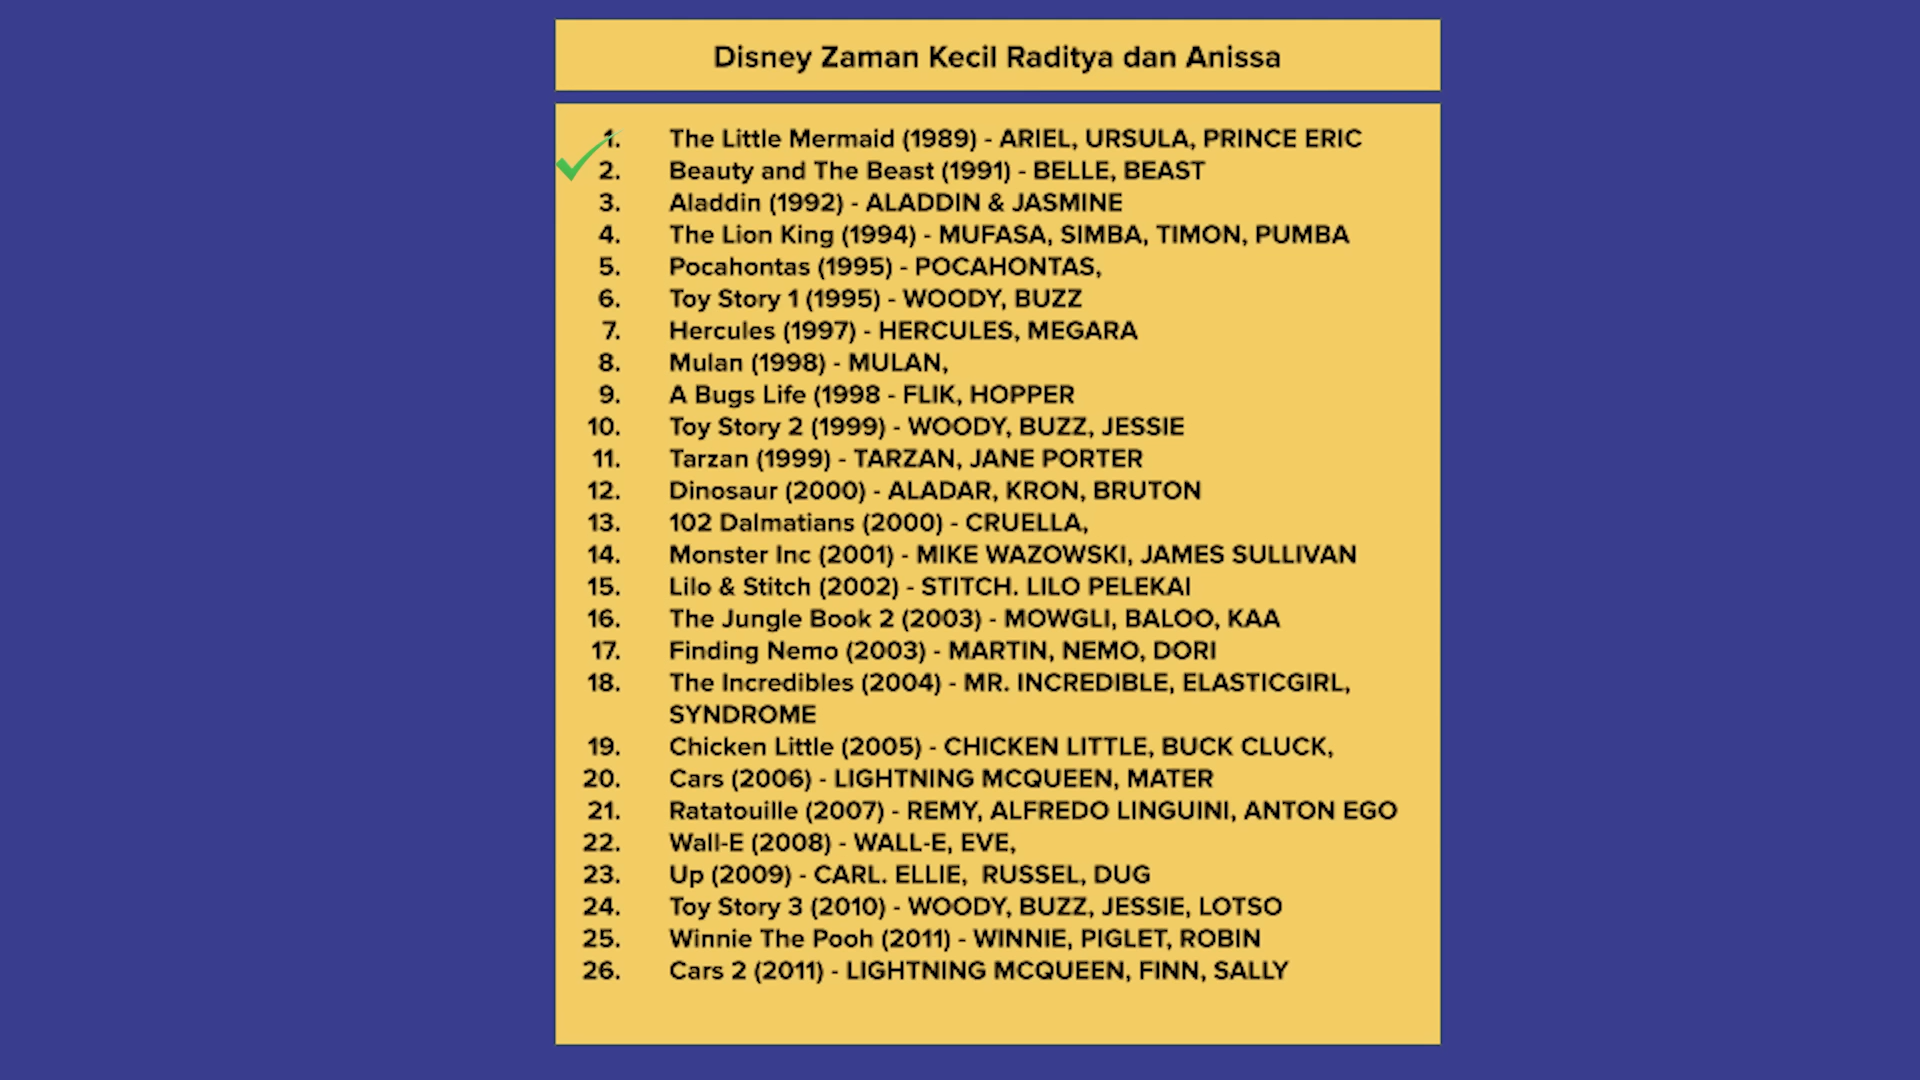 Disney Zaman Kecil Raditya dan Anissa
1. The Little Mermaid (1989) - ARIEL, URSULA, PRINCE ERIC
2. Beauty and The Beast (1991) - BELLE, BEAST
3. Aladdin (1992) - ALADDIN & JASMINE
4. The Lion King (1994) - MUFASA, SIMBA, TIMON, PUMBA
5. Pocahontas (1995) - POCAHONTAS,
6. Toy Story 1 (1995) - WOODY, BUZZ
7. Hercules (1997) - HERCULES, MEGARA
8. Mulan (1998) - MULAN,
9. A Bugs Life (1998 - FLIK, HOPPER
10. Toy Story 2 (1999) - WOODY, BUZZ, JESSIE
11. Tarzan (1999) - TARZAN, JANE PORTER
12. Dinosaur (2000) - ALADAR, KRON, BRUTON
13. 102 Dalmatians (2000) - CRUELLA,
14. Monster Inc (2001) - MIKE WAZOWSKI, JAMES SULLIVAN
15. Lilo & Stitch (2002) - STITCH. LILO PELEKAI
16. The Jungle Book 2 (2003) - MOWGLI, BALOO, KAA
17. Finding Nemo (2003) - MARTIN, NEMO, DORI
18. The Incredibles (2004) - MR. INCREDIBLE, ELASTICGIRL,
SYNDROME
19. Chicken Little (2005) - CHICKEN LITTLE, BUCK CLUCK,
20. Cars (2006) - LIGHTNING MCQUEEN, MATER
21. Ratatouille (2007) - REMY, ALFREDO LINGUINI, ANTON EGO
22. Wall-E (2008) - WALL-E, EVE,
23. Up (2009) - CARL. ELLIE, RUSSEL, DUG
24. Toy Story 3 (2010) - WOODY, BUZZ, JESSIE, LOTSO
25. Winnie The Pooh (2011) - WINNIE, PIGLET, ROBIN
26. Cars 2 (2011) - LIGHTNING MCQUEEN, FINN, SALLY